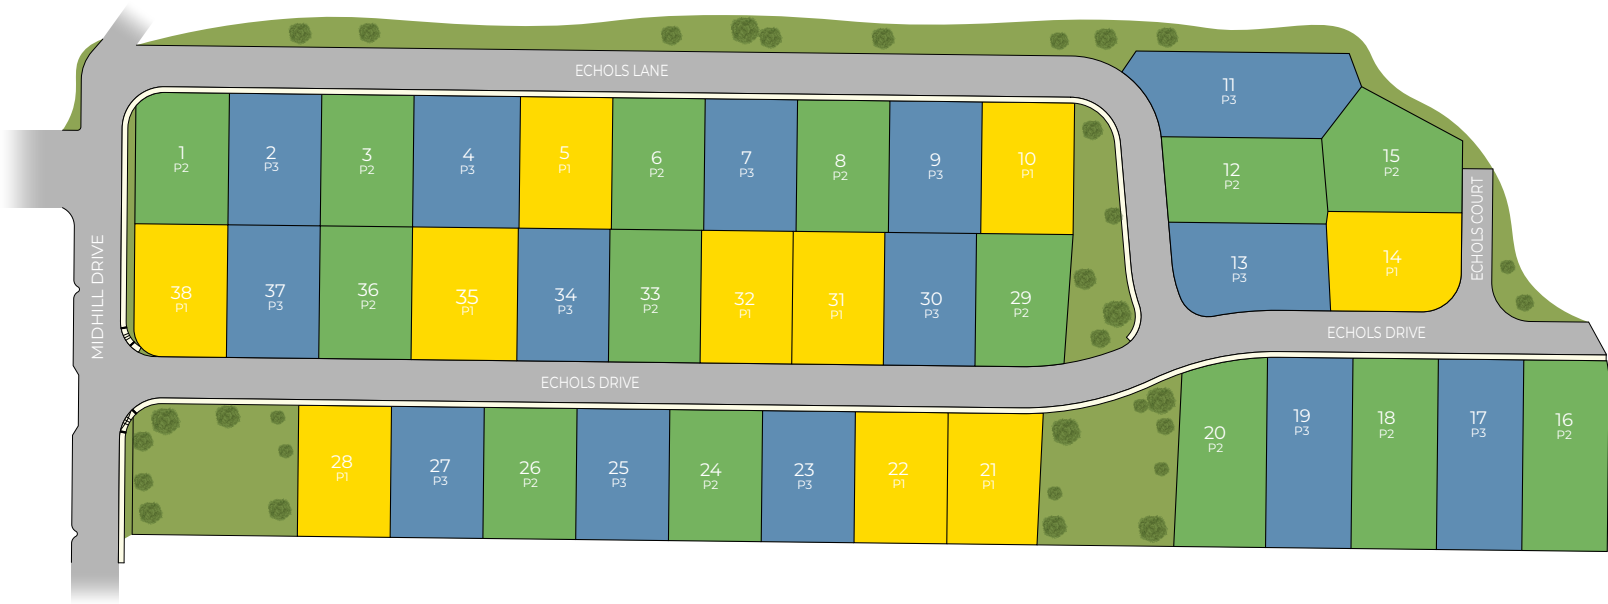 ECHOLS LANE
11
P3
1
P2
2
P3
3
P2
4
P3
5
P1
6
P2
7
P3
8
P2
9
P3
10
P1
12
P2
15
P2
ECHOLS COURT
MIDHILL DRIVE
38
P1
37
P3
36
P2
35
P1
34
P3
33
P2
32
P1
31
P1
30
P3
29
P2
13
P3
14
P1
ECHOLS DRIVE
ECHOLS DRIVE
28
P1
27
P3
26
P2
25
P3
24
P2
23
P3
22
P1
21
P1
20
P2
19
P3
18
P2
17
P3
16
P2